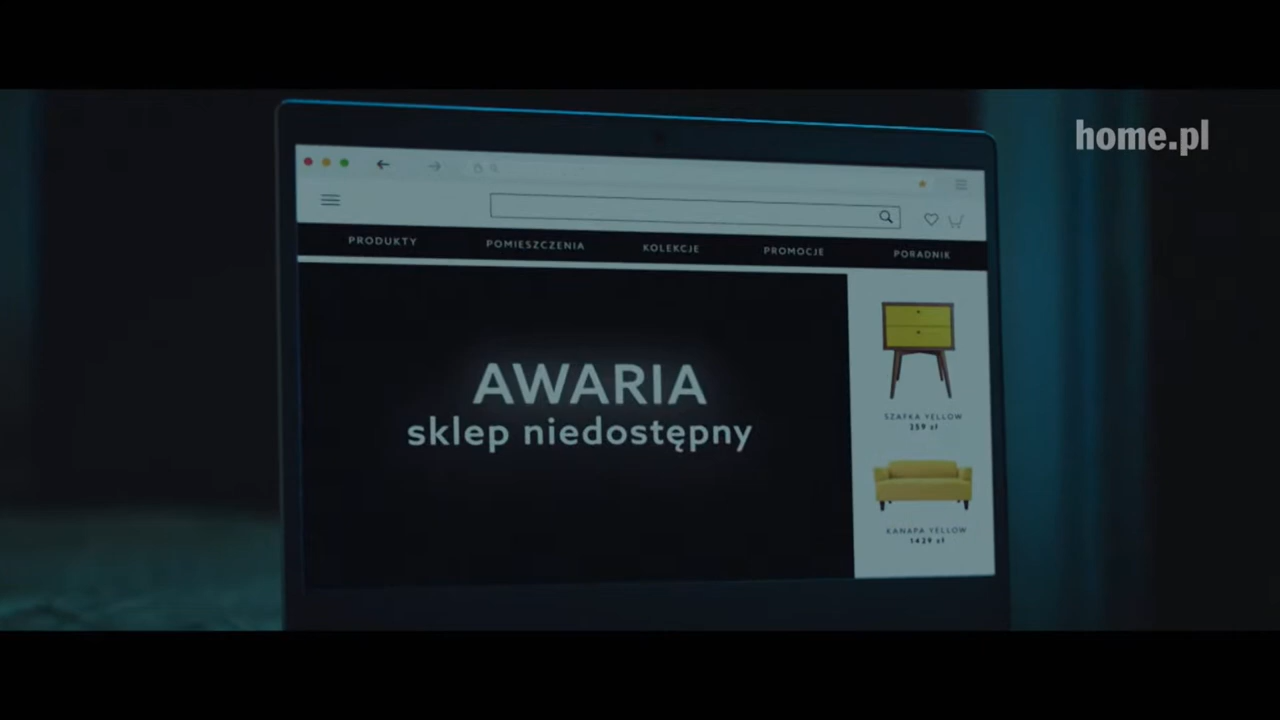 home.pl
PRODUKTY POMIESZCZENIA KOLEKCJE PROMOCJE PORADNIK
AWARIA
sklep niedostępny
SZAFKA YELLOW
259 zł
KANAPA YELLOW
1429 zł